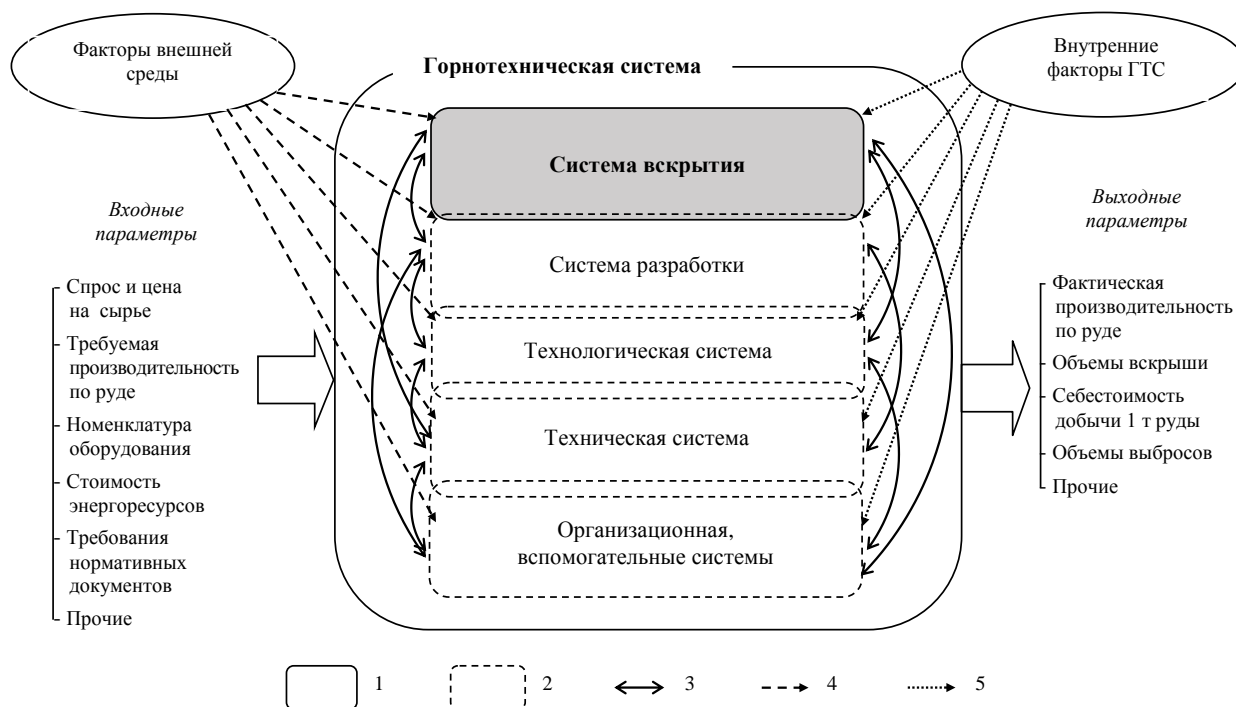 Факторы внешней
среды
Внутренние
факторы ГТС
Горнотехническая система
Система вскрытия
Входные
параметры
Спрос и цена
на сырье
Требуемая
производительность
по руде
Номенклатура
оборудования
Стоимость
энергоресурсов
Требования
нормативных
документов
Прочие
Система разработки
Технологическая система
Техническая система
Организационная,
вспомогательные системы
Выходные
параметры
Фактическая
производительность
по руде
Объемы вскрыши
Себестоимость
добычи 1 т руды
Объемы выбросов
Прочие
1
2
3
4
5